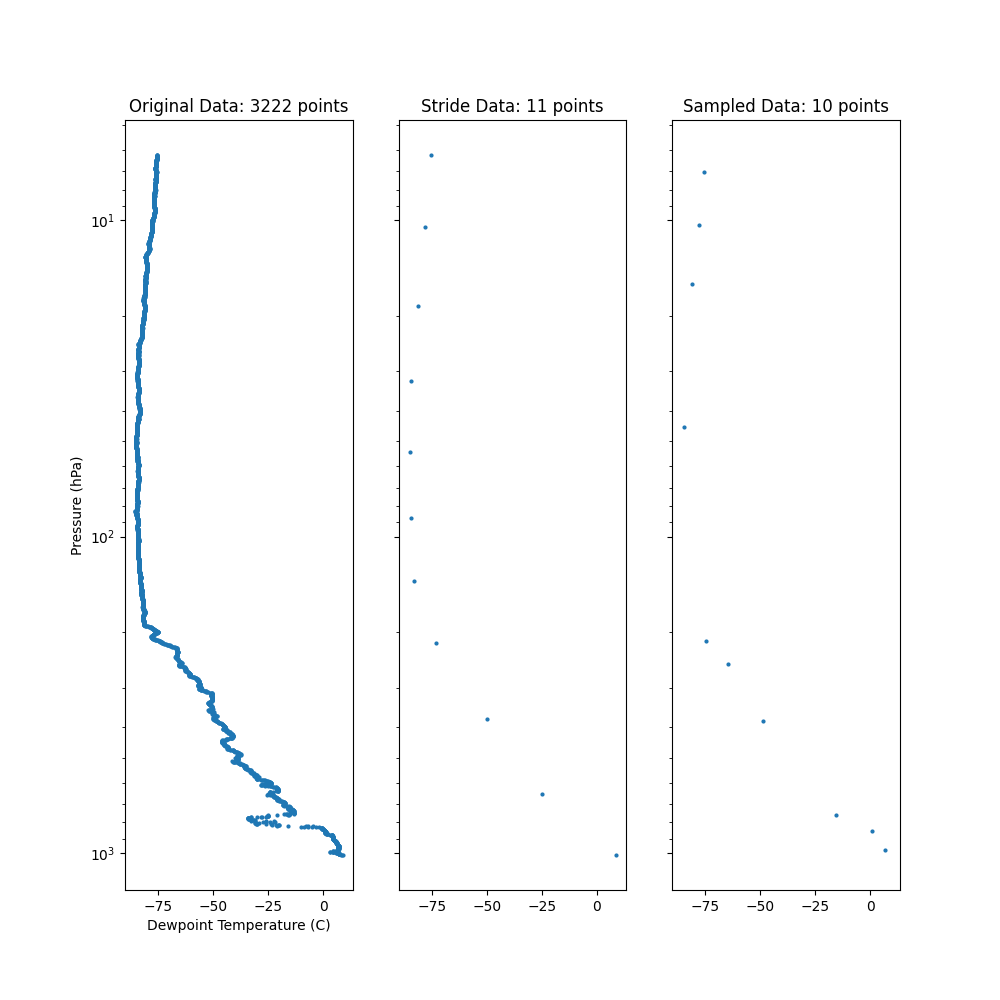 Original Data: 3222 points
Stride Data: 11 points
Sampled Data: 10 points
Pressure (hPa)
10¹
10²
10³
−75 −50 −25 0
−75 −50 −25 0
−75 −50 −25 0
Dewpoint Temperature (C)